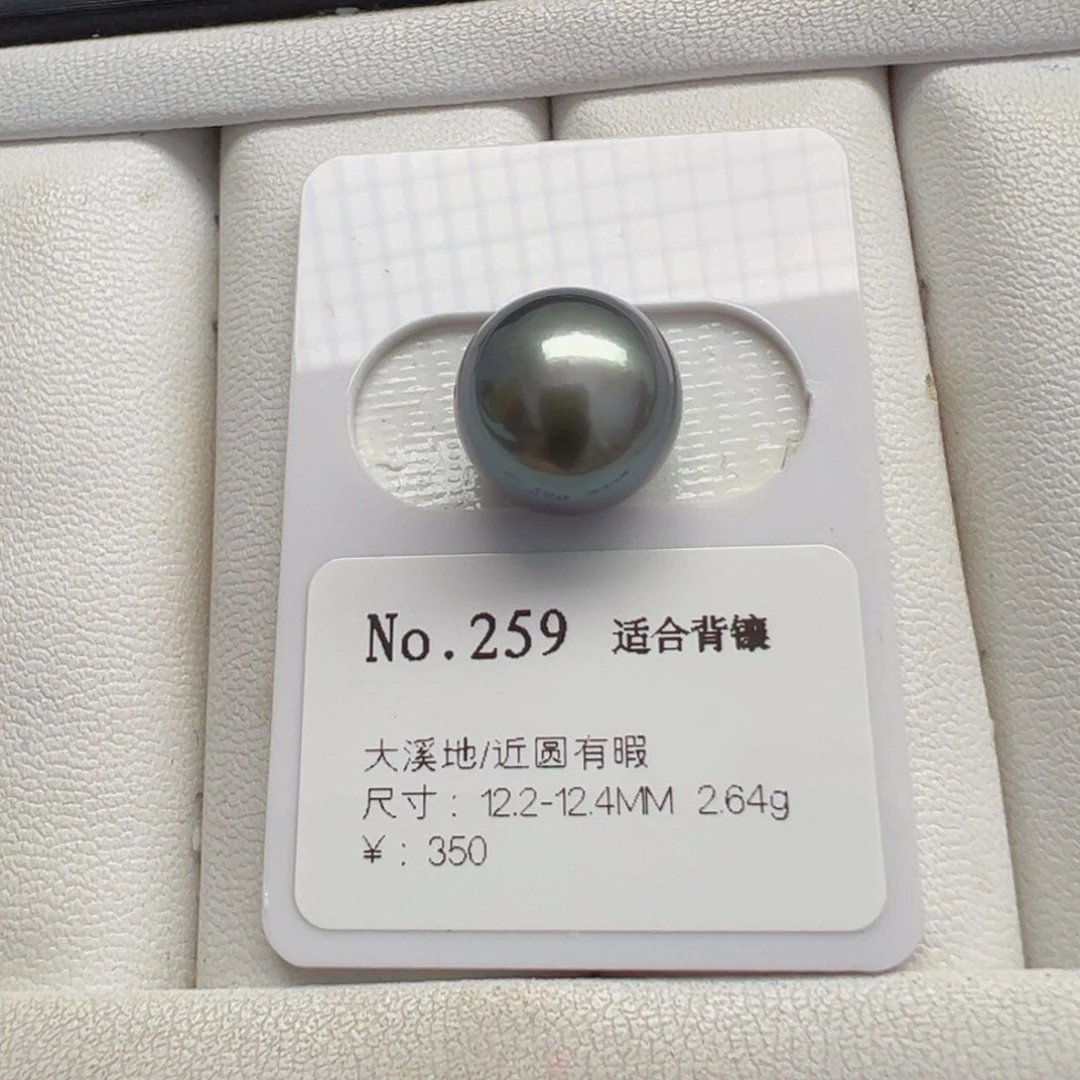 No.259 适合背镶
大溪地/近圆有暇
尺寸：12.2-12.4MM 2.64g
¥：350